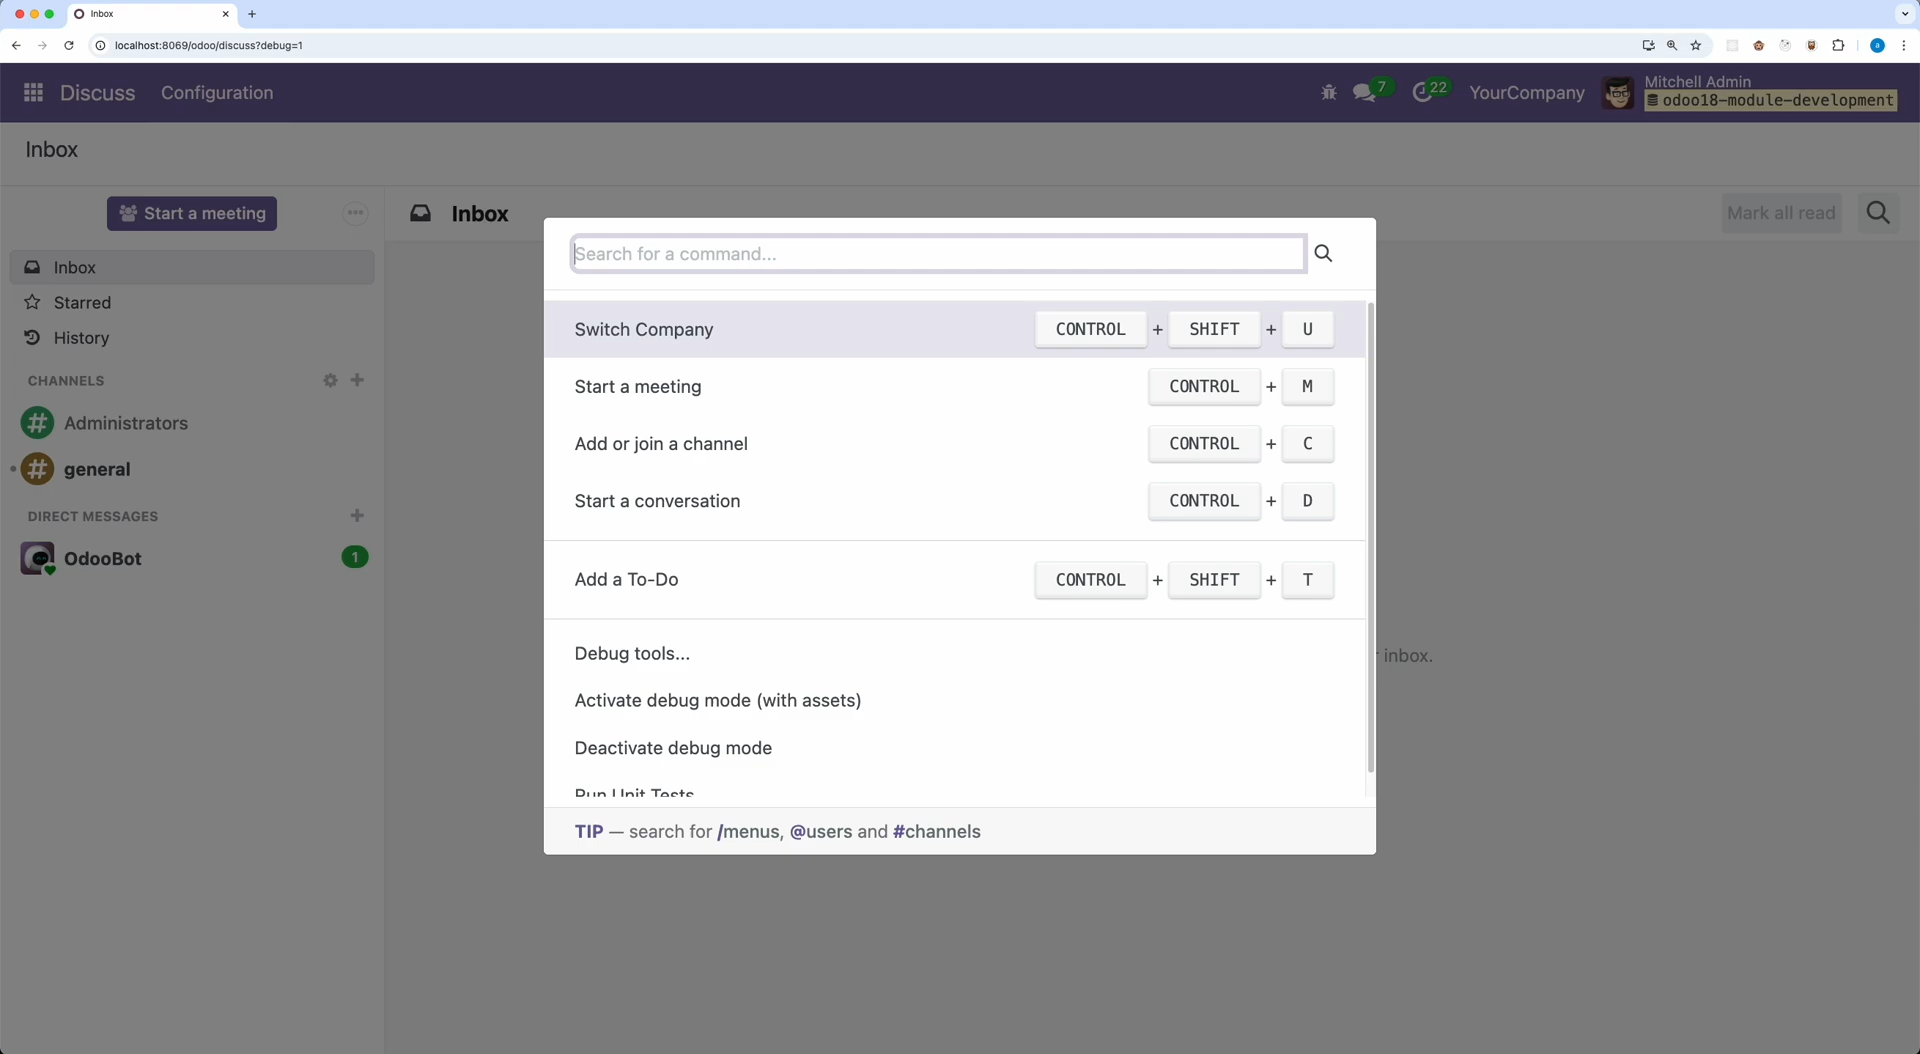 Inbox
localhost:8069/odoo/discuss?debug=1
a
Discuss
Configuration
7
22
YourCompany
Mitchell Admin
odoo18-module-development
Inbox
Start a meeting
Inbox
Mark all read
Inbox
Starred
History
CHANNELS
Administrators
general
DIRECT MESSAGES
OdooBot
1
Search for a command...
Switch Company CONTROL + SHIFT + U
Start a meeting CONTROL + M
Add or join a channel CONTROL + C
Start a conversation CONTROL + D
Add a To-Do CONTROL + SHIFT + T
Debug tools...
Activate debug mode (with assets)
Deactivate debug mode
Run Unit Tests
TIP — search for /menus, @users and #channels
inbox.